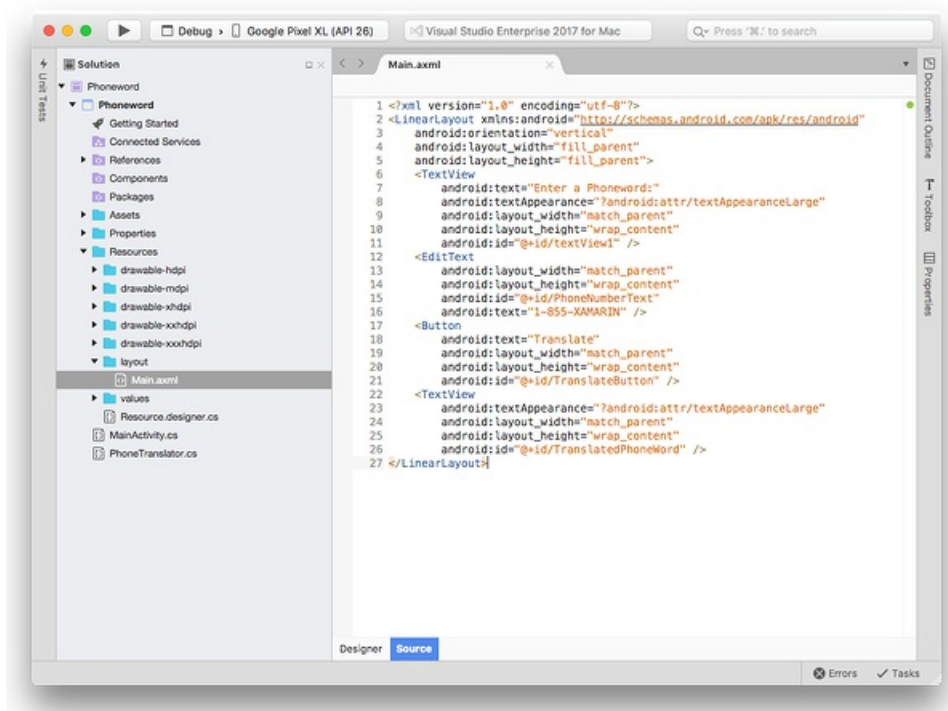 Debug › Google Pixel XL (API 26)
Visual Studio Enterprise 2017 for Mac
Press '⌘.' to search
Unit Tests
Solution
Phoneword
Phoneword
Getting Started
Connected Services
References
Components
Packages
Assets
Properties
Resources
drawable-hdpi
drawable-mdpi
drawable-xhdpi
drawable-xxhdpi
drawable-xxxhdpi
layout
Main.axml
values
Resource.designer.cs
MainActivity.cs
PhoneTranslator.cs
Main.axml
1 <?xml version="1.0" encoding="utf-8"?>
2 <LinearLayout xmlns:android="http://schemas.android.com/apk/res/android"
3     android:orientation="vertical"
4     android:layout_width="fill_parent"
5     android:layout_height="fill_parent">
6     <TextView
7         android:text="Enter a Phoneword:"
8         android:textAppearance="?android:attr/textAppearanceLarge"
9         android:layout_width="match_parent"
10         android:layout_height="wrap_content"
11         android:id="@+id/textView1" />
12     <EditText
13         android:layout_width="match_parent"
14         android:layout_height="wrap_content"
15         android:id="@+id/PhoneNumberText"
16         android:text="1-855-XAMARIN" />
17     <Button
18         android:text="Translate"
19         android:layout_width="match_parent"
20         android:layout_height="wrap_content"
21         android:id="@+id/TranslateButton" />
22     <TextView
23         android:textAppearance="?android:attr/textAppearanceLarge"
24         android:layout_width="match_parent"
25         android:layout_height="wrap_content"
26         android:id="@+id/TranslatedPhoneWord" />
27 </LinearLayout>
Designer
Source
Document Outline
Toolbox
Properties
Errors
Tasks